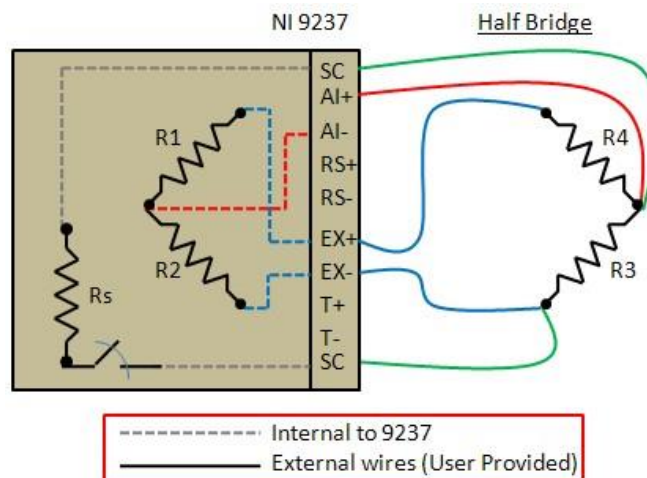 NI 9237
Half Bridge
SC
AI+
AI-
RS+
RS-
EX+
EX-
T+
T-
SC
R1
R2
Rs
R4
R3
Internal to 9237
External wires (User Provided)